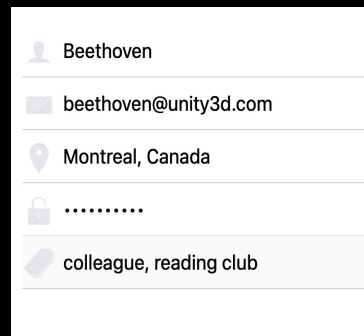 Beethoven
beethoven@unity3d.com
Montreal, Canada
••••••••••
colleague, reading club